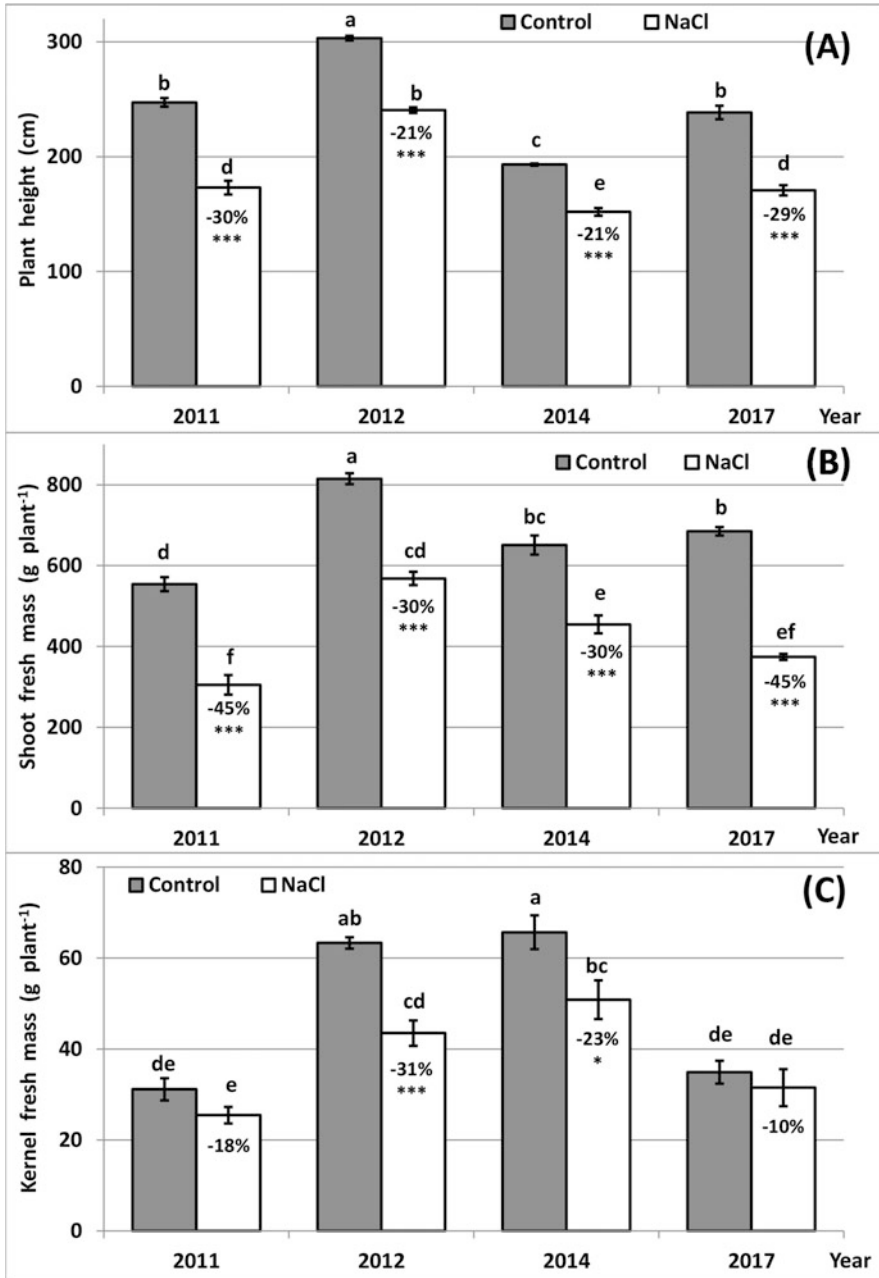 Control NaCl (A)
Plant height (cm)
300
200
100
0
b
d
-30%
***
a
b
-21%
***
c
e
-21%
***
b
d
-29%
***
2011 2012 2014 2017 Year
Control NaCl (B)
Shoot fresh mass (g plant-1)
800
600
400
200
0
d
f
-45%
***
a
cd
-30%
***
bc
e
-30%
***
b
ef
-45%
***
2011 2012 2014 2017 Year
Control NaCl (C)
Kernel fresh mass (g plant-1)
80
60
40
20
0
de
e
-18%
ab
cd
-31%
***
a
bc
-23%
*
de
de
-10%
2011 2012 2014 2017 Year